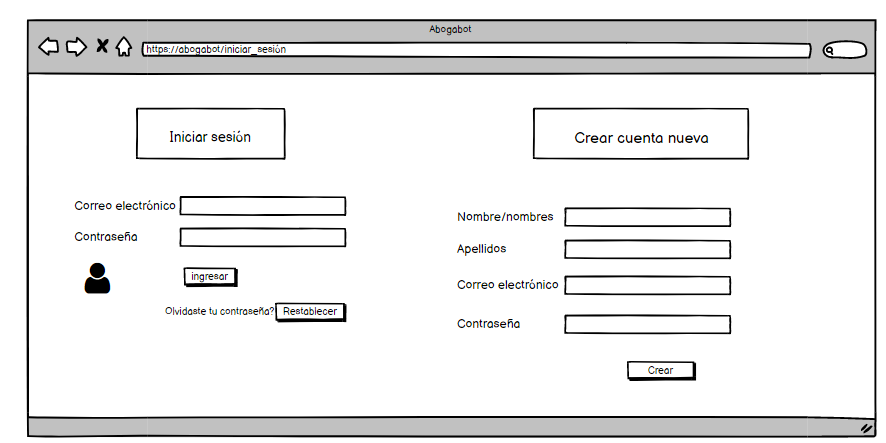 Abogabot
https://abogabot/iniciar_sesión
Iniciar sesión
Correo electrónico
Contraseña
ingresar
Olvidaste tu contraseña? Restablecer
Crear cuenta nueva
Nombre/nombres
Apellidos
Correo electrónico
Contraseña
Crear